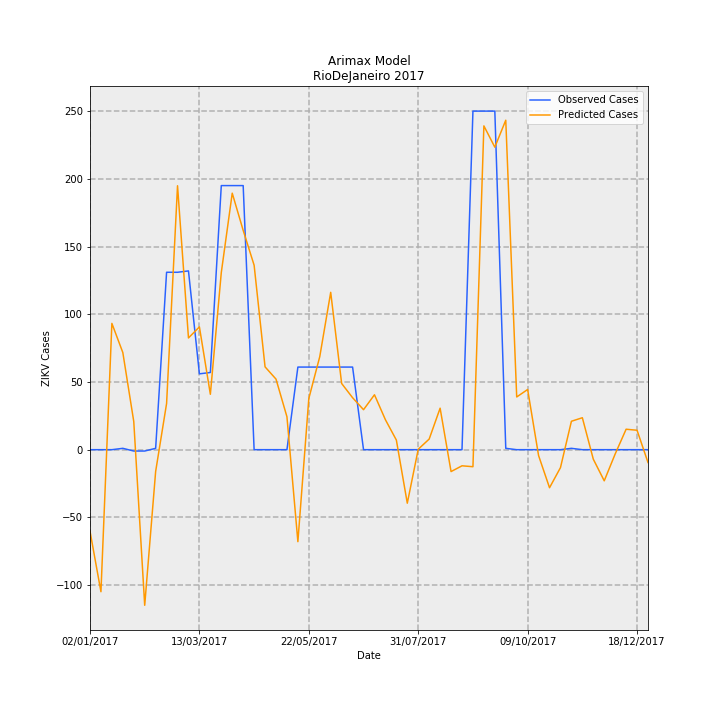 Arimax Model
RioDeJaneiro 2017
Observed Cases
Predicted Cases
ZIKV Cases
250
200
150
100
50
0
−50
−100
02/01/2017 13/03/2017 22/05/2017 31/07/2017 09/10/2017 18/12/2017
Date